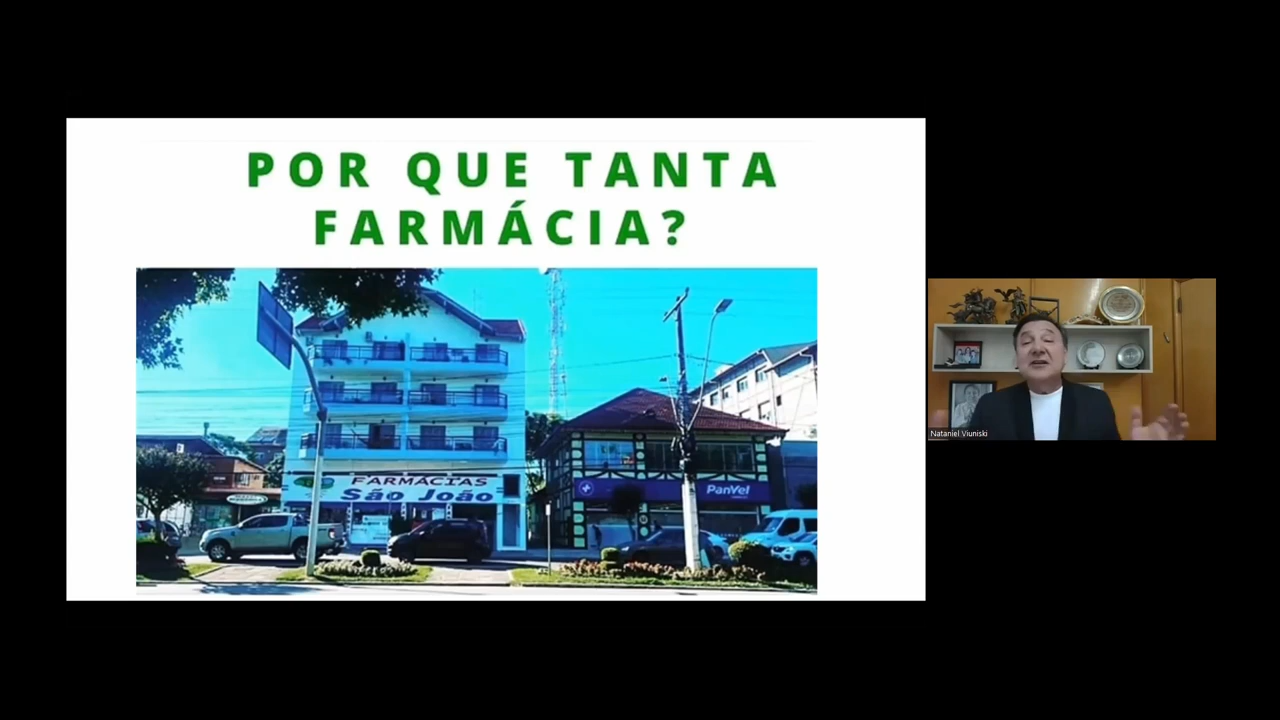 POR QUE TANTA
FARMÁCIA?
FARMÁCIAS
São João
PanVel
Nataniel Viuniski